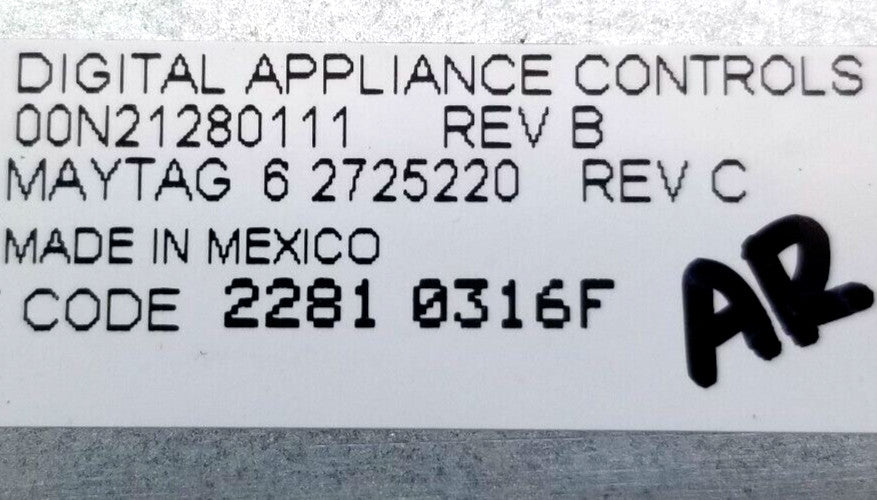 DIGITAL APPLIANCE CONTROLS
00N21280111 REV B
MAYTAG 6 2725220 REV C
MADE IN MEXICO
CODE 2281 0316F
AR